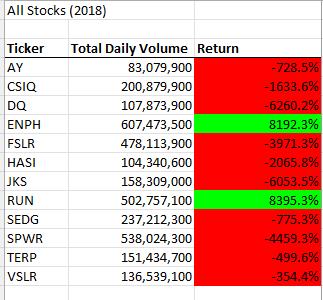 All Stocks (2018)
Ticker Total Daily Volume Return
AY 83,079,900 -728.5%
CSIQ 200,879,900 -1633.6%
DQ 107,873,900 -6260.2%
ENPH 607,473,500 8192.3%
FSLR 478,113,900 -3971.3%
HASI 104,340,600 -2065.8%
JKS 158,309,000 -6053.5%
RUN 502,757,100 8395.3%
SEDG 237,212,300 -775.3%
SPWR 538,024,300 -4459.3%
TERP 151,434,700 -499.6%
VSLR 136,539,100 -354.4%